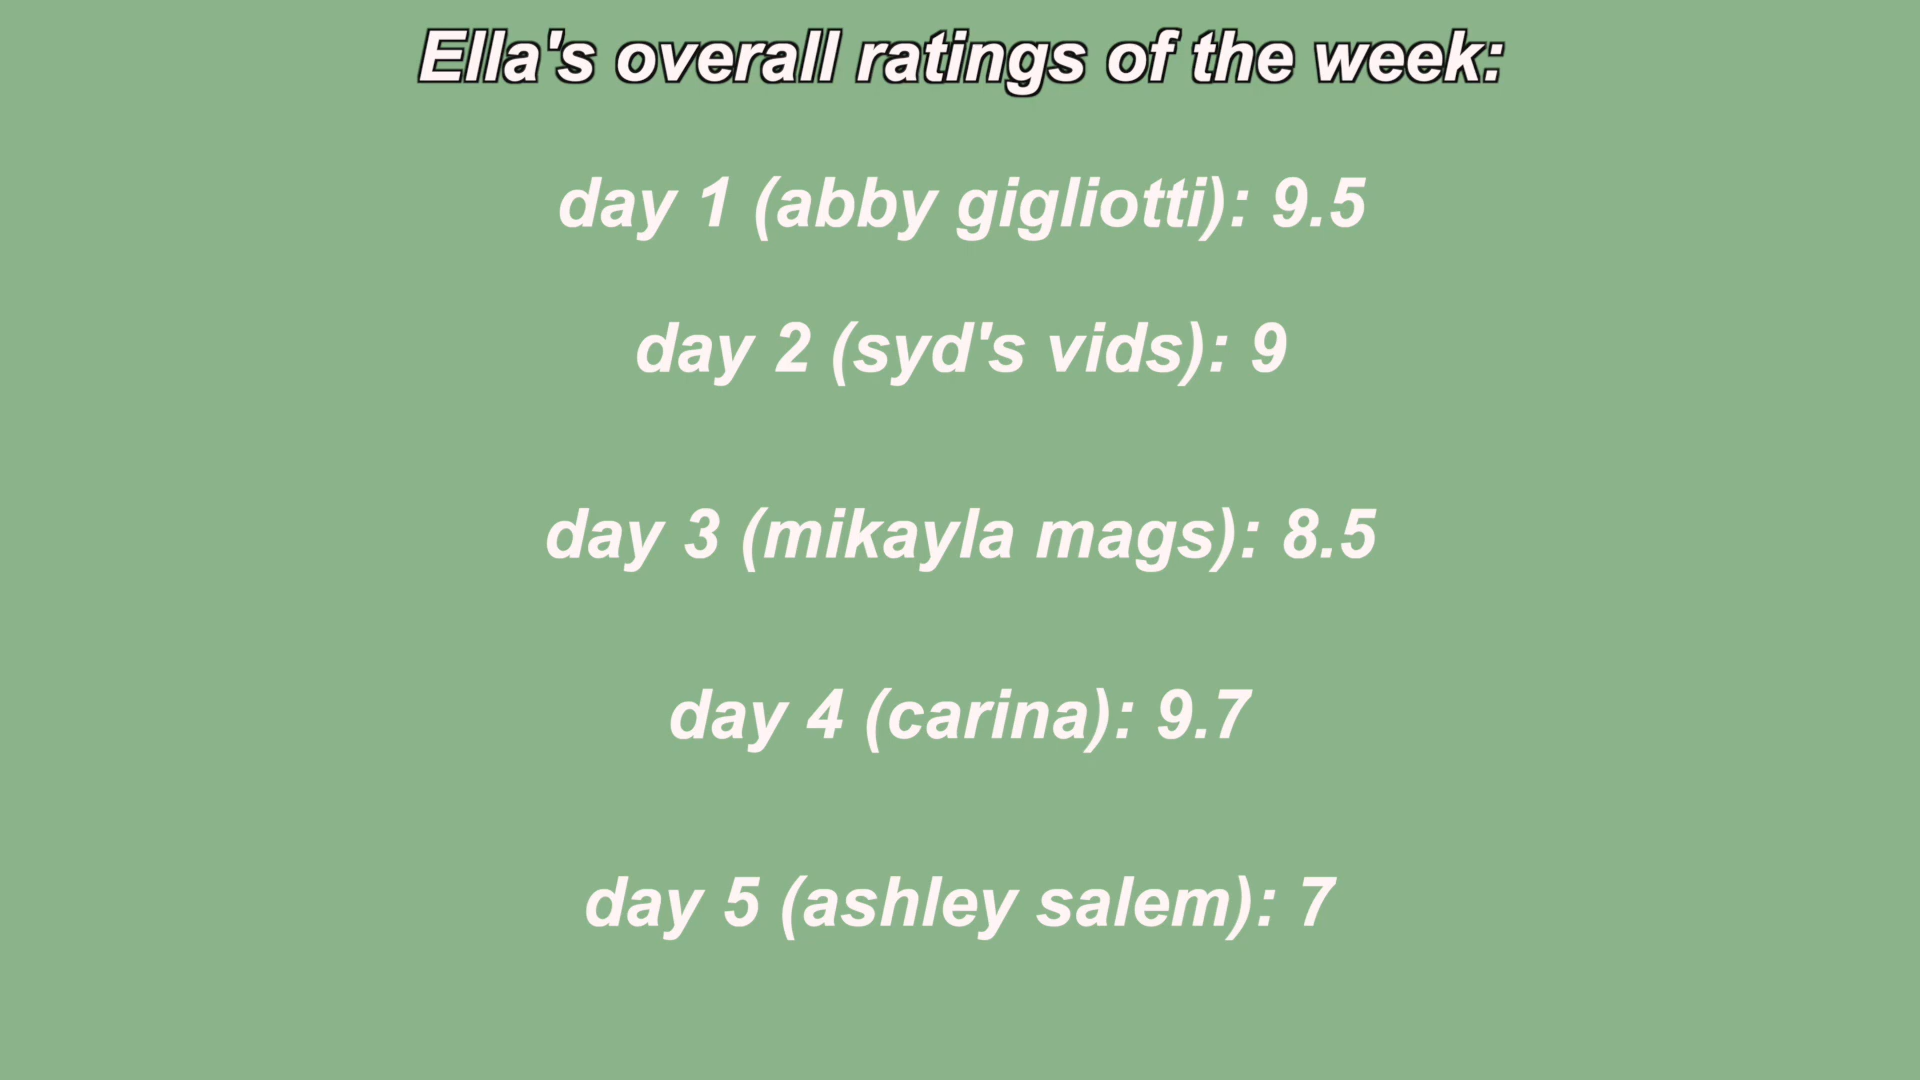 Ella's overall ratings of the week:
day 1 (abby gigliotti): 9.5
day 2 (syd's vids): 9
day 3 (mikayla mags): 8.5
day 4 (carina): 9.7
day 5 (ashley salem): 7